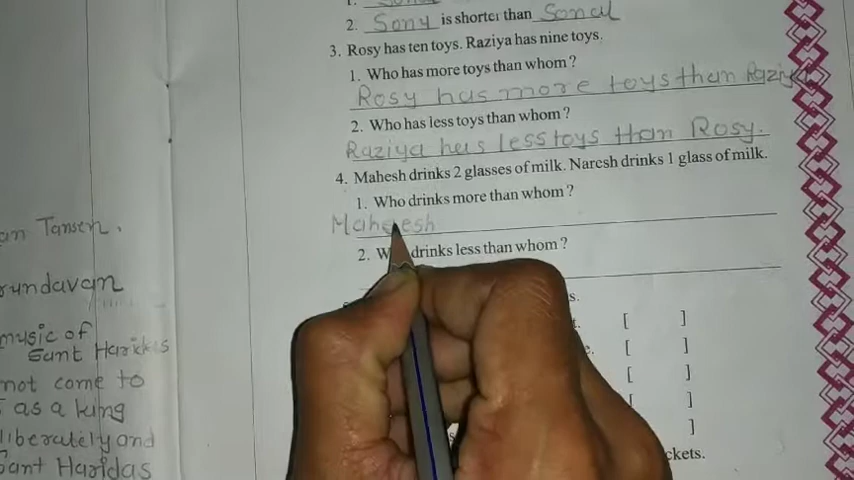 1.
2. Sony is shorter than Sonal
3. Rosy has ten toys. Raziya has nine toys.
1. Who has more toys than whom?
Rosy has more toys than Raziya
2. Who has less toys than whom?
Raziya has less toys than Rosy.
4. Mahesh drinks 2 glasses of milk. Naresh drinks 1 glass of milk.
1. Who drinks more than whom?
2. W drinks less than whom?
s.
t. [ ]
e. [ ]
[ ]
[ ]
]
ckets.
an Tansen.
rundavan
music of
Sant Haridas
not come to
as a king
liberately and
Sant Haridas